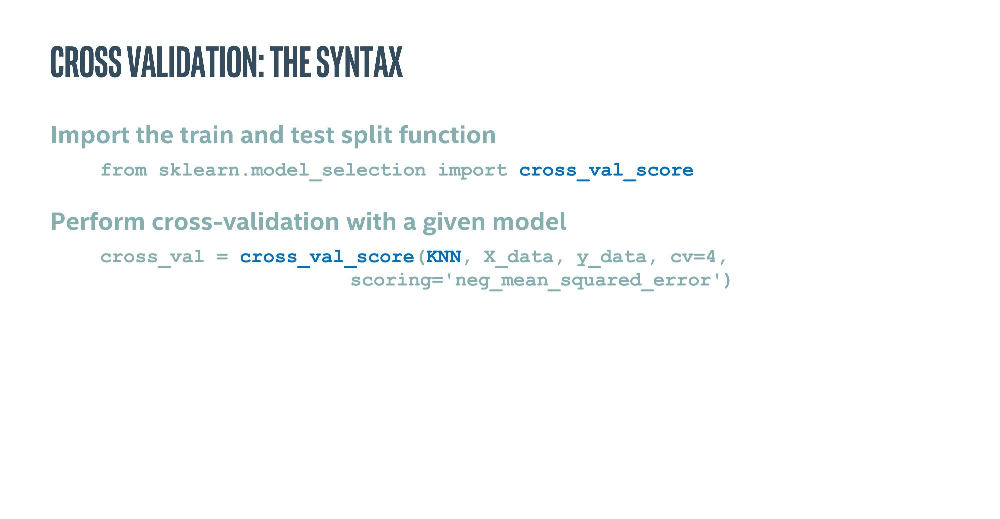 CROSS VALIDATION: THE SYNTAX
Import the train and test split function
from sklearn.model_selection import cross_val_score
Perform cross-validation with a given model
cross_val = cross_val_score(KNN, X_data, y_data, cv=4,
scoring='neg_mean_squared_error')